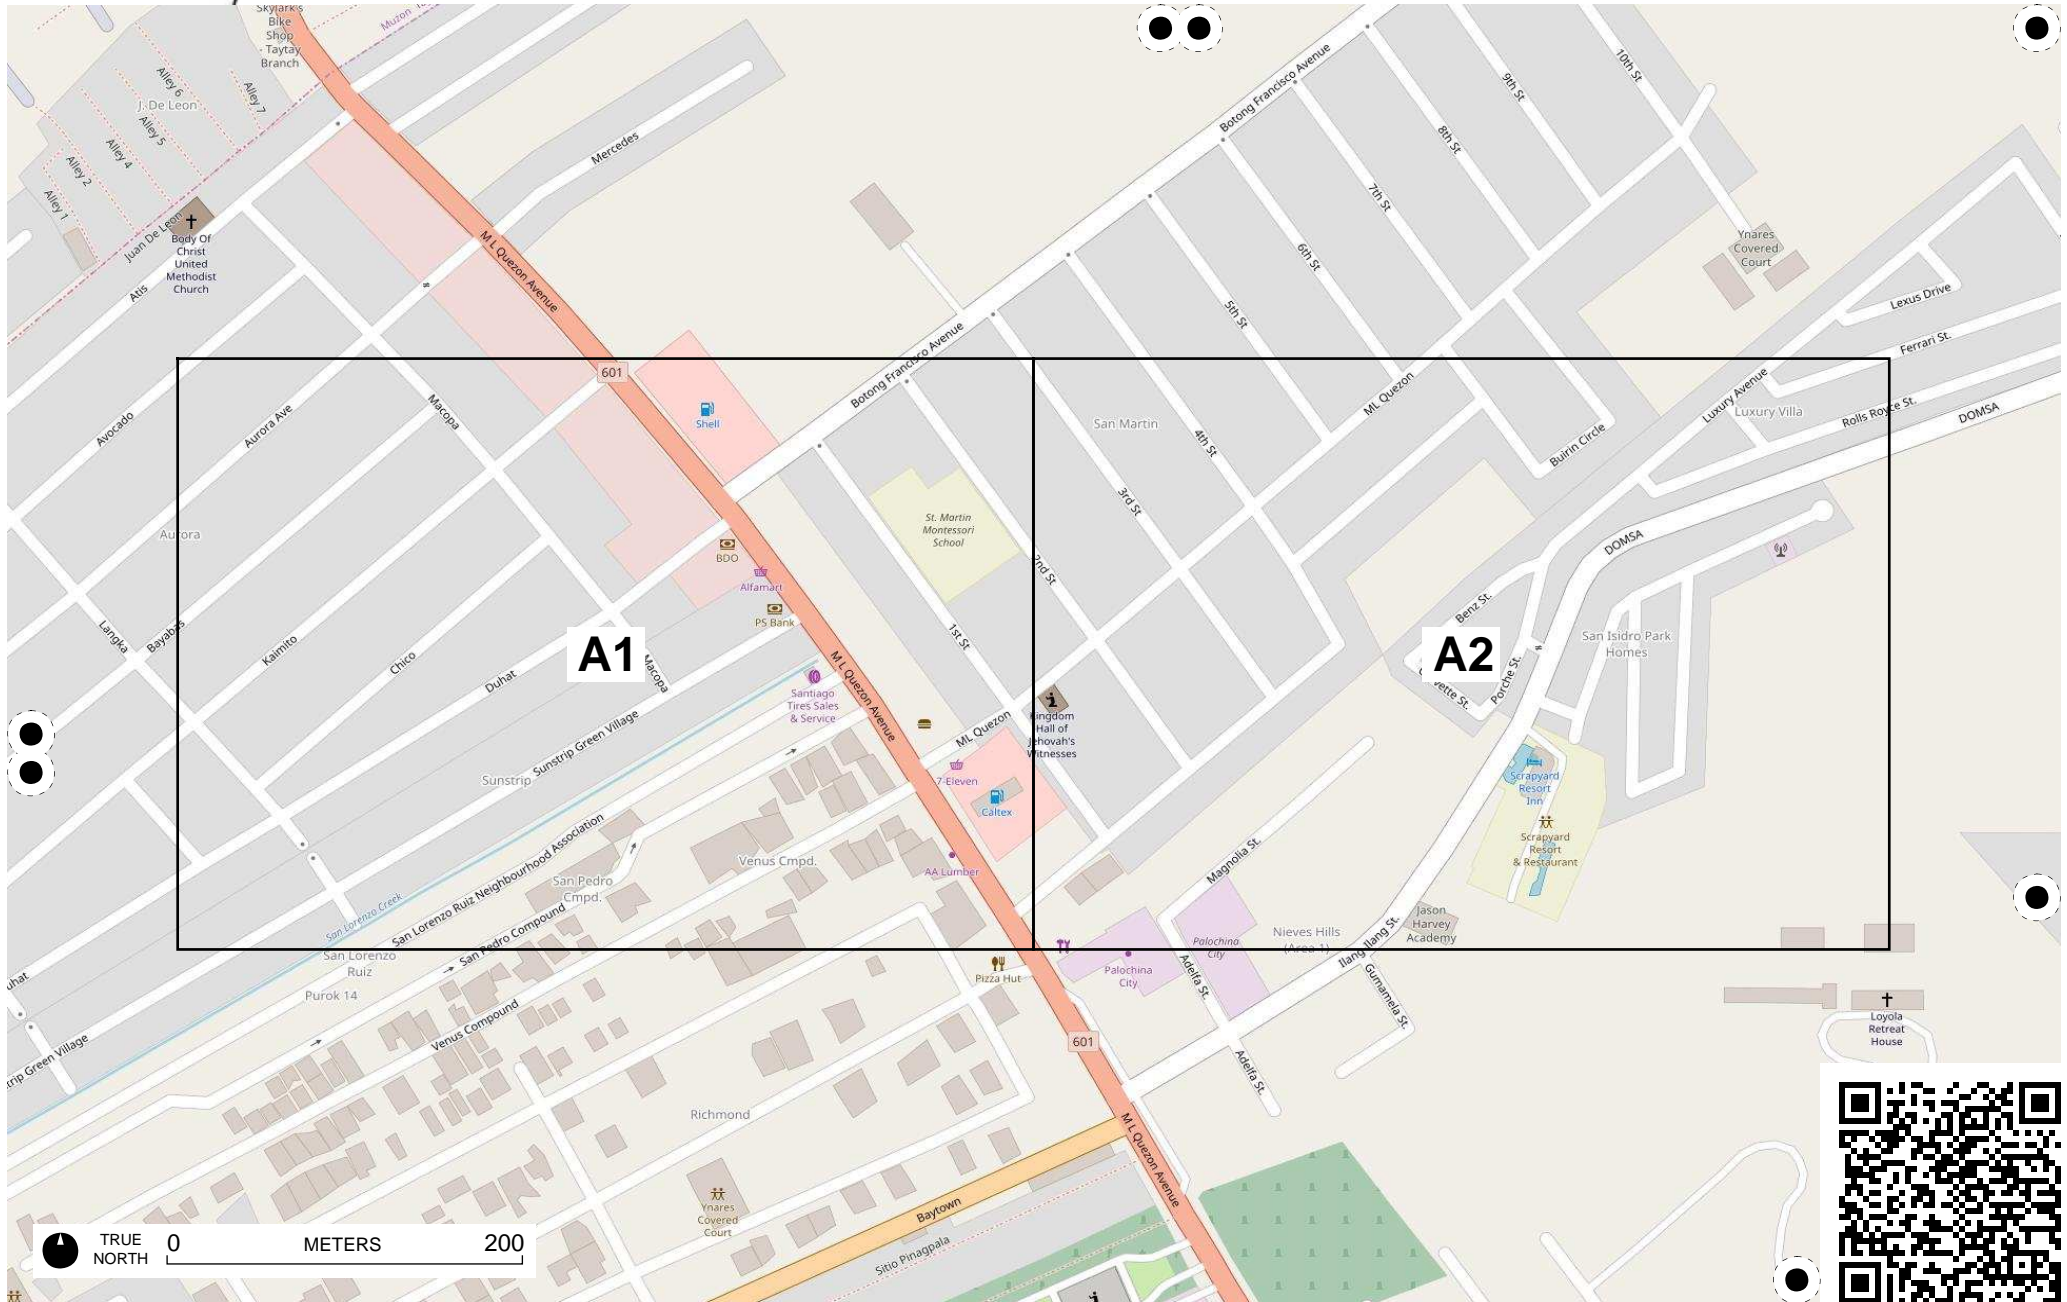 Skylark's
Bike
Shop
- Taytay
Branch
Alley 6
Alley 7
J. De Leon
Alley 5
Alley 4
Alley 2
Alley 1
Juan De Leon
Body Of
Christ
United
Methodist
Church
Atis
Mercedes
M L Quezon Avenue
Botong Francisco Avenue
10th St
9th St
8th St
7th St
6th St
5th St
Ynares
Covered
Court
Lexus Drive
Ferrari St.
Botong Francisco Avenue
601
Shell
Avocado
Aurora Ave
Macopa
San Martin
4th St
ML Quezon
Luxury Avenue
Luxury Villa
Rolls Royce St.
DOMSA
Buirin Circle
3rd St
Aurora
St. Martin
Montessori
School
BDO
Alfamart
PS Bank
2nd St
DOMSA
Benz St.
San Isidro Park
Homes
Langka
Bayabas
Kaimito
Chico
Duhat
A1
Macopa
M L Quezon Avenue
1st St
A2
Porche St.
Santiago
Tires Sales
& Service
Sunstrip Green Village
Sunstrip
ML Quezon
Kingdom
Hall of
Jehovah's
Witnesses
7-Eleven
Caltex
Scrapyard
Resort
Inn
Scrapyard
Resort
& Restaurant
San Lorenzo Ruiz Neighbourhood Association
Venus Cmpd.
AA Lumber
Magnolia St.
San Pedro
Cmpd.
San Lorenzo Creek
San Pedro Compound
Jason
Harvey
Academy
Nieves Hills
(Area 1)
Ilang-Ilang St.
Palochina
City
San Lorenzo
Ruiz
Purok 14
Pizza Hut
Palochina
City
Adelfa St.
Gumamela St.
Loyola
Retreat
House
Venus Compound
601
Adelfa St.
Richmond
M L Quezon Avenue
Ynares
Covered
Court
Baytown
Sitio Pinagpala
TRUE
NORTH
0 METERS 200